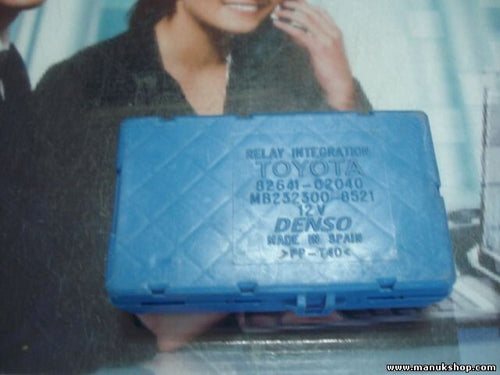 RELAY INTEGRATION
TOYOTA
82641-02040
MB232300-8521
12V
DENSO
MADE IN SPAIN
>PP-T40<
www.manukshop.com